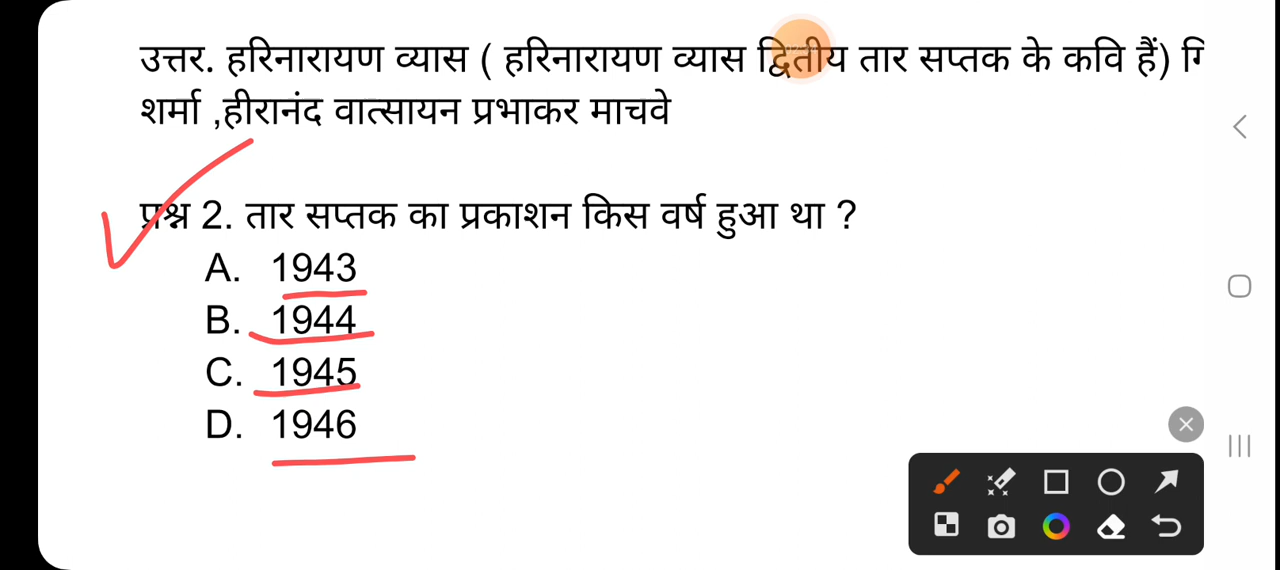 उत्तर. हरिनारायण व्यास ( हरिनारायण व्यास द्वितीय तार सप्तक के कवि हैं)
शर्मा ,हीरानंद वात्सायन प्रभाकर माचवे
प्रश्न 2. तार सप्तक का प्रकाशन किस वर्ष हुआ था ?
A. 1943
B. 1944
C. 1945
D. 1946